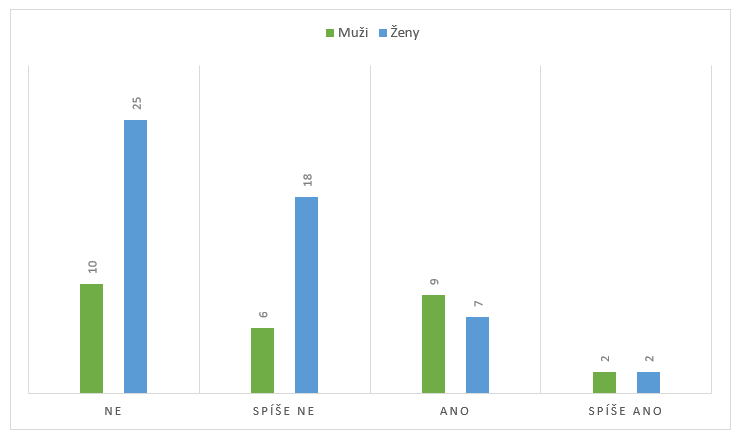 Muži Ženy
10 25 6 18 9 7 2 2
NE SPÍŠE NE ANO SPÍŠE ANO